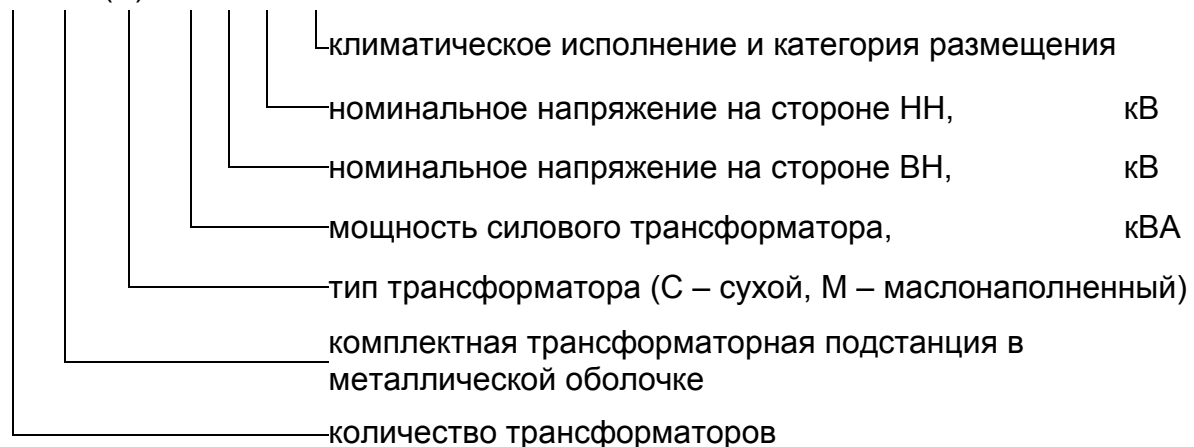 климатическое исполнение и категория размещения
номинальное напряжение на стороне НН, кВ
номинальное напряжение на стороне ВН, кВ
мощность силового трансформатора, кВА
тип трансформатора (С – сухой, М – маслонаполненный)
комплектная трансформаторная подстанция в
металлической оболочке
количество трансформаторов